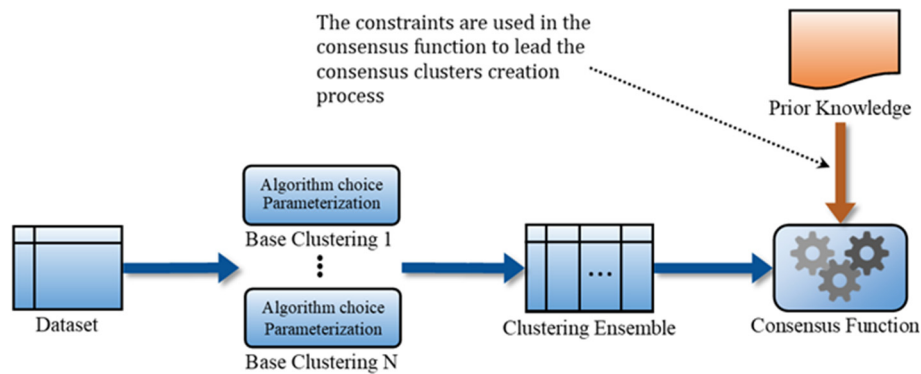 The constraints are used in the
consensus function to lead the
consensus clusters creation
process
Prior Knowledge
Algorithm choice
Parameterization
Base Clustering 1
Dataset
Algorithm choice
Parameterization
Base Clustering N
Clustering Ensemble
Consensus Function